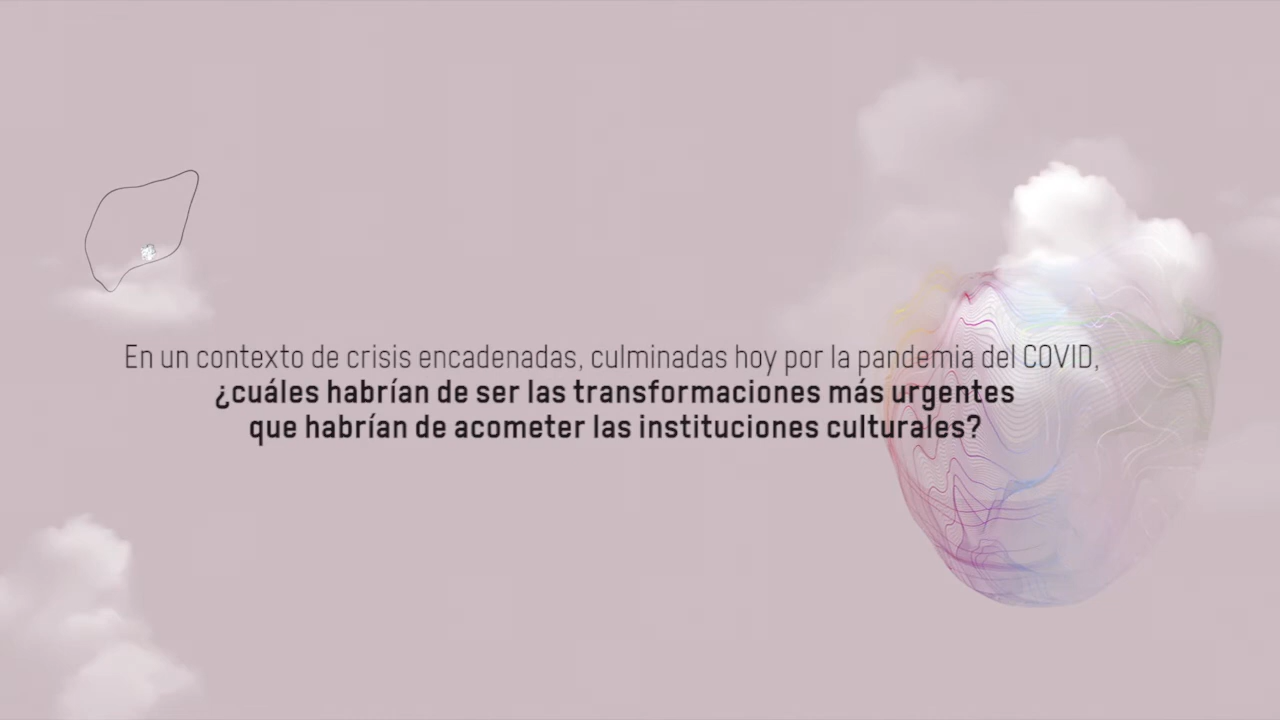 En un contexto de crisis encadenadas, culminadas hoy por la pandemia del COVID,
¿cuáles habrían de ser las transformaciones más urgentes
que habrían de acometer las instituciones culturales?